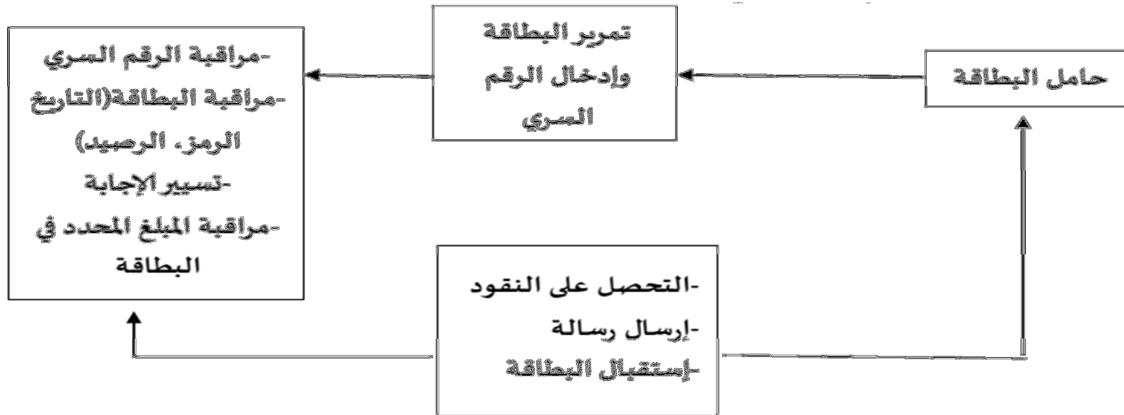 حامل البطاقة
تمرير البطاقة
وإدخال الرقم
السري
-مراقبة الرقم السري
-مراقبة البطاقة(التاريخ
الرمز، الرصيد)
-تسيير الإجابة
-مراقبة المبلغ المحدد في
البطاقة
-التحصل على النقود
-إرسال رسالة
-إستقبال البطاقة